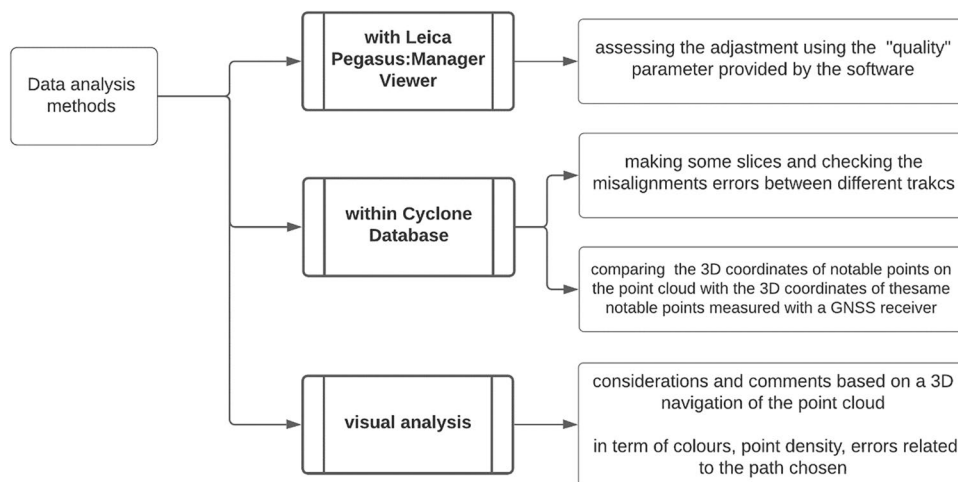 Data analysis
methods
with Leica
Pegasus:Manager
Viewer
assessing the adjastment using the "quality"
parameter provided by the software
within Cyclone
Database
making some slices and checking the
misalignments errors between different trakcs
comparing the 3D coordinates of notable points on
the point cloud with the 3D coordinates of thesame
notable points measured with a GNSS receiver
visual analysis
considerations and comments based on a 3D
navigation of the point cloud
in term of colours, point density, errors related
to the path chosen